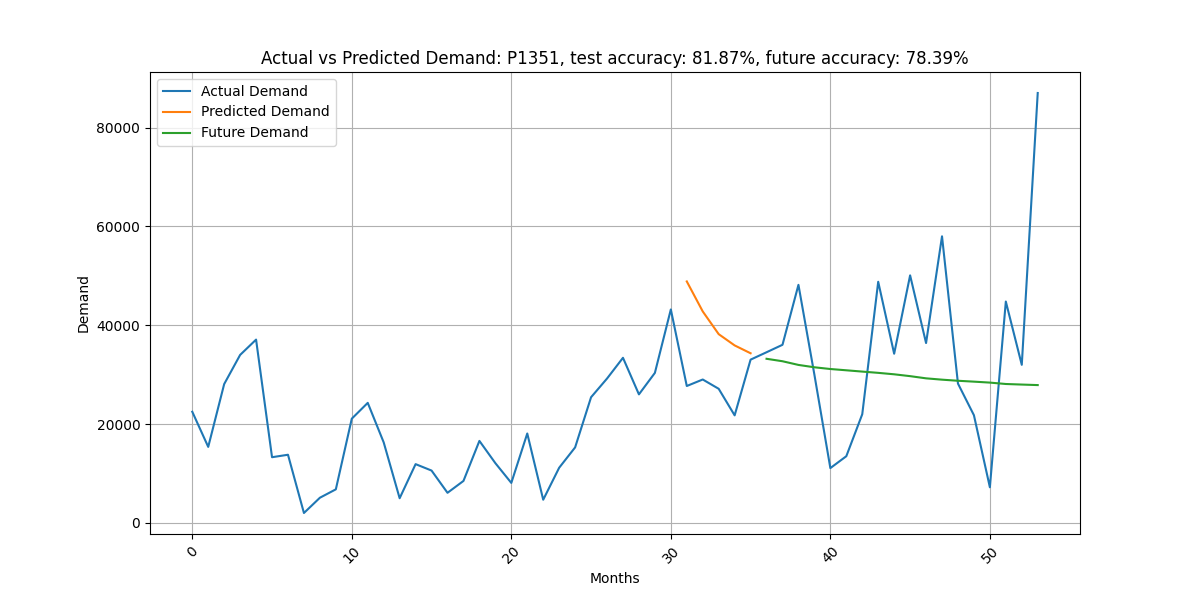 Actual vs Predicted Demand: P1351, test accuracy: 81.87%, future accuracy: 78.39%
Actual Demand
Predicted Demand
Future Demand
80000
60000
40000
20000
0
Demand
0
10
20
30
40
50
Months